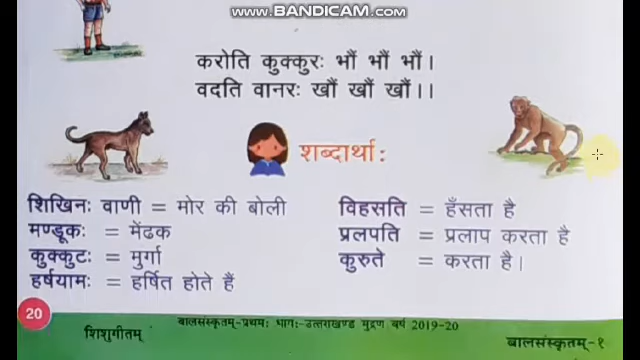 WWW.BANDICAM.COM
करोति कुक्कुरः भौं भौं भौं।
वदति वानरः खौं खौं खौं।।
शब्दार्थाः
शिखिनः वाणी = मोर की बोली
मण्डूकः = मेंढक
कुक्कुटः = मुर्गा
हर्षयामः = हर्षित होते हैं
विहसति = हँसता है
प्रलपति = प्रलाप करता है
कुरुते = करता है।
20
शिशुगीतम्
बालसंस्कृतम्-प्रथमः भागः-उत्तराखण्ड मुद्रण वर्ष 2019-20
बालसंस्कृतम्-१